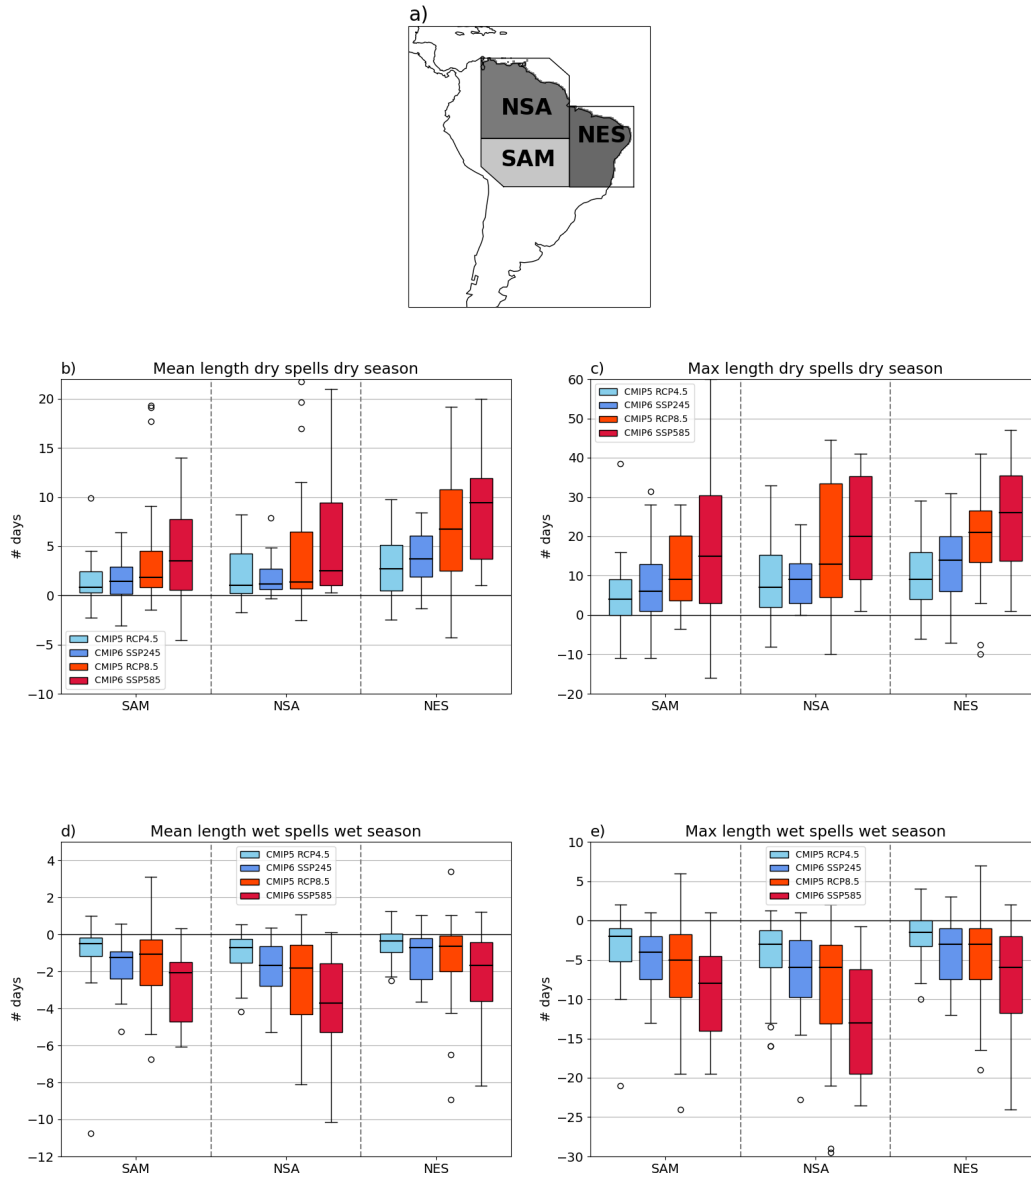 a)
NSA
NES
SAM
b)
Mean length dry spells dry season
# days
20
15
10
5
0
−5
−10
CMIP5 RCP4.5
CMIP6 SSP245
CMIP5 RCP8.5
CMIP6 SSP585
SAM
NSA
NES
c)
Max length dry spells dry season
# days
60
50
40
30
20
10
0
−10
−20
CMIP5 RCP4.5
CMIP6 SSP245
CMIP5 RCP8.5
CMIP6 SSP585
SAM
NSA
NES
d)
Mean length wet spells wet season
# days
4
2
0
−2
−4
−6
−8
−10
−12
CMIP5 RCP4.5
CMIP6 SSP245
CMIP5 RCP8.5
CMIP6 SSP585
SAM
NSA
NES
e)
Max length wet spells wet season
# days
10
5
0
−5
−10
−15
−20
−25
−30
CMIP5 RCP4.5
CMIP6 SSP245
CMIP5 RCP8.5
CMIP6 SSP585
SAM
NSA
NES